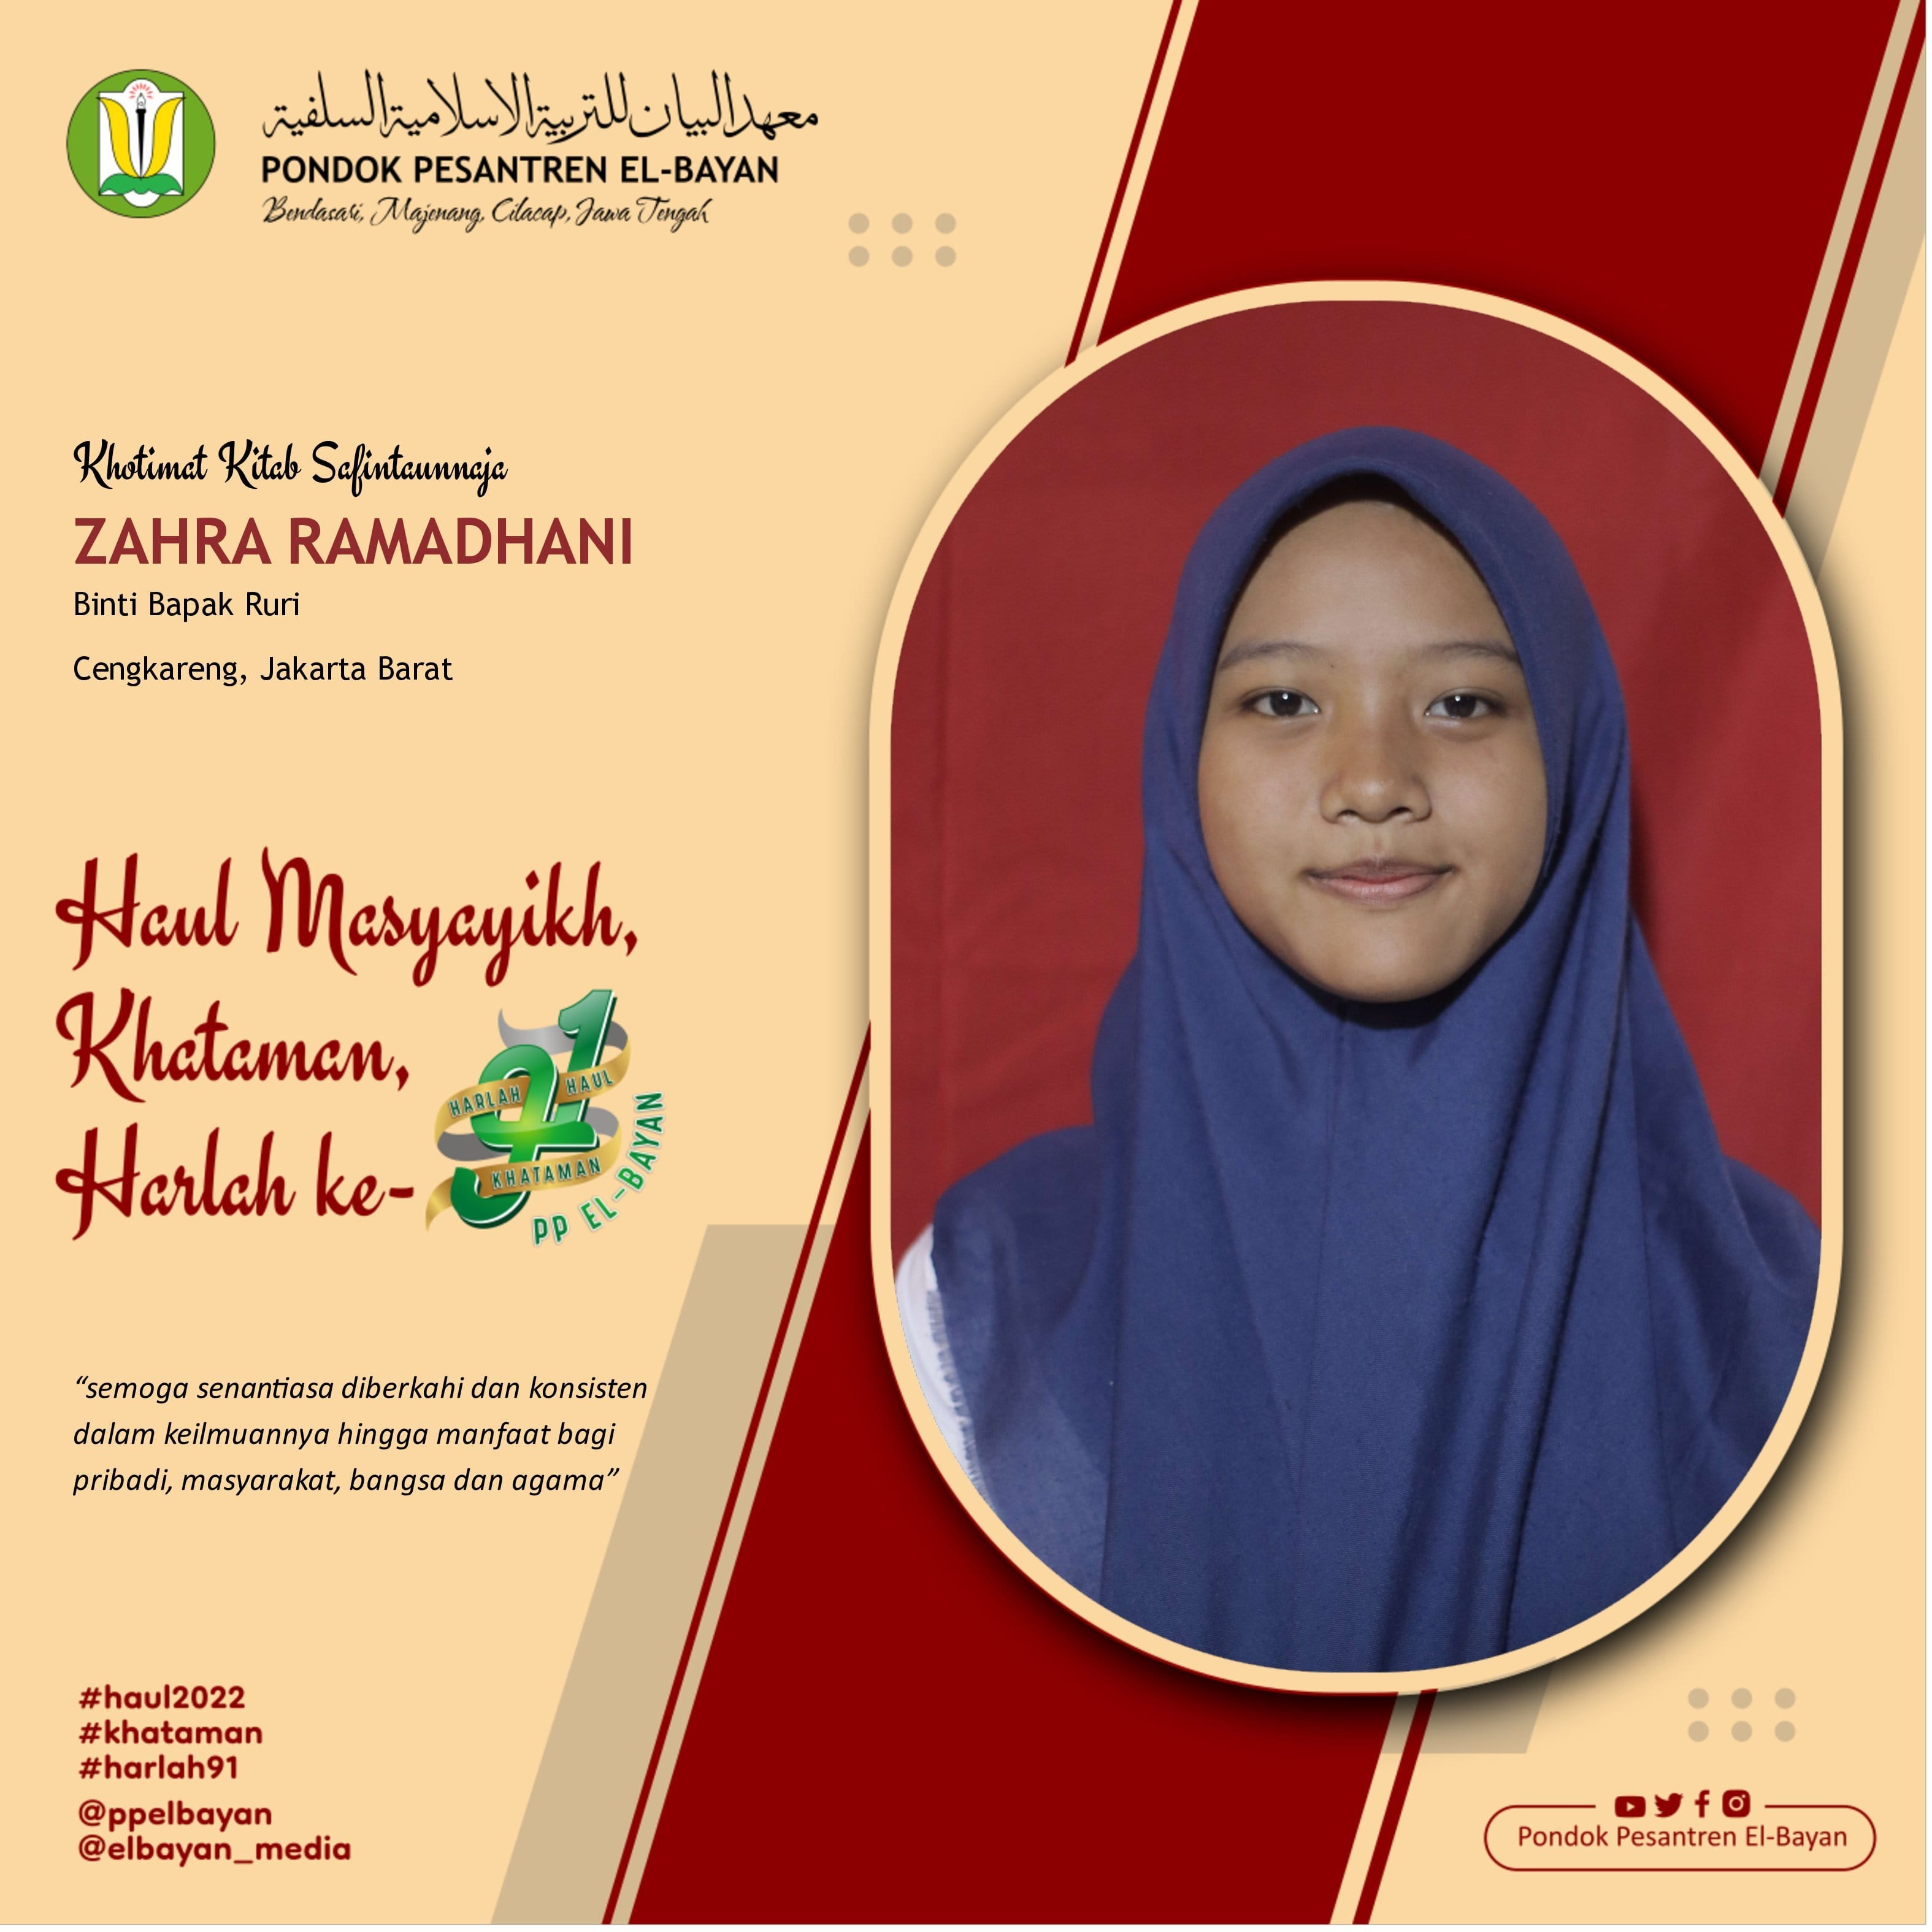 معهد البيان للتربية الاسلامية السلفية
PONDOK PESANTREN EL-BAYAN
Bendasari, Majenang, Cilacap, Jawa Tengah
Khotimat Kitab Safintaunnaja
ZAHRA RAMADHANI
Binti Bapak Ruri
Cengkareng, Jakarta Barat
Haul Masyayikh,
Khataman,
Harlah ke-
91
HARLAH HAUL
KHATAMAN
PP EL-BAYAN
“semoga senantiasa diberkahi dan konsisten
dalam keilmuannya hingga manfaat bagi
pribadi, masyarakat, bangsa dan agama”
#haul2022
#khataman
#harlah91
@ppelbayan
@elbayan_media
Pondok Pesantren El-Bayan